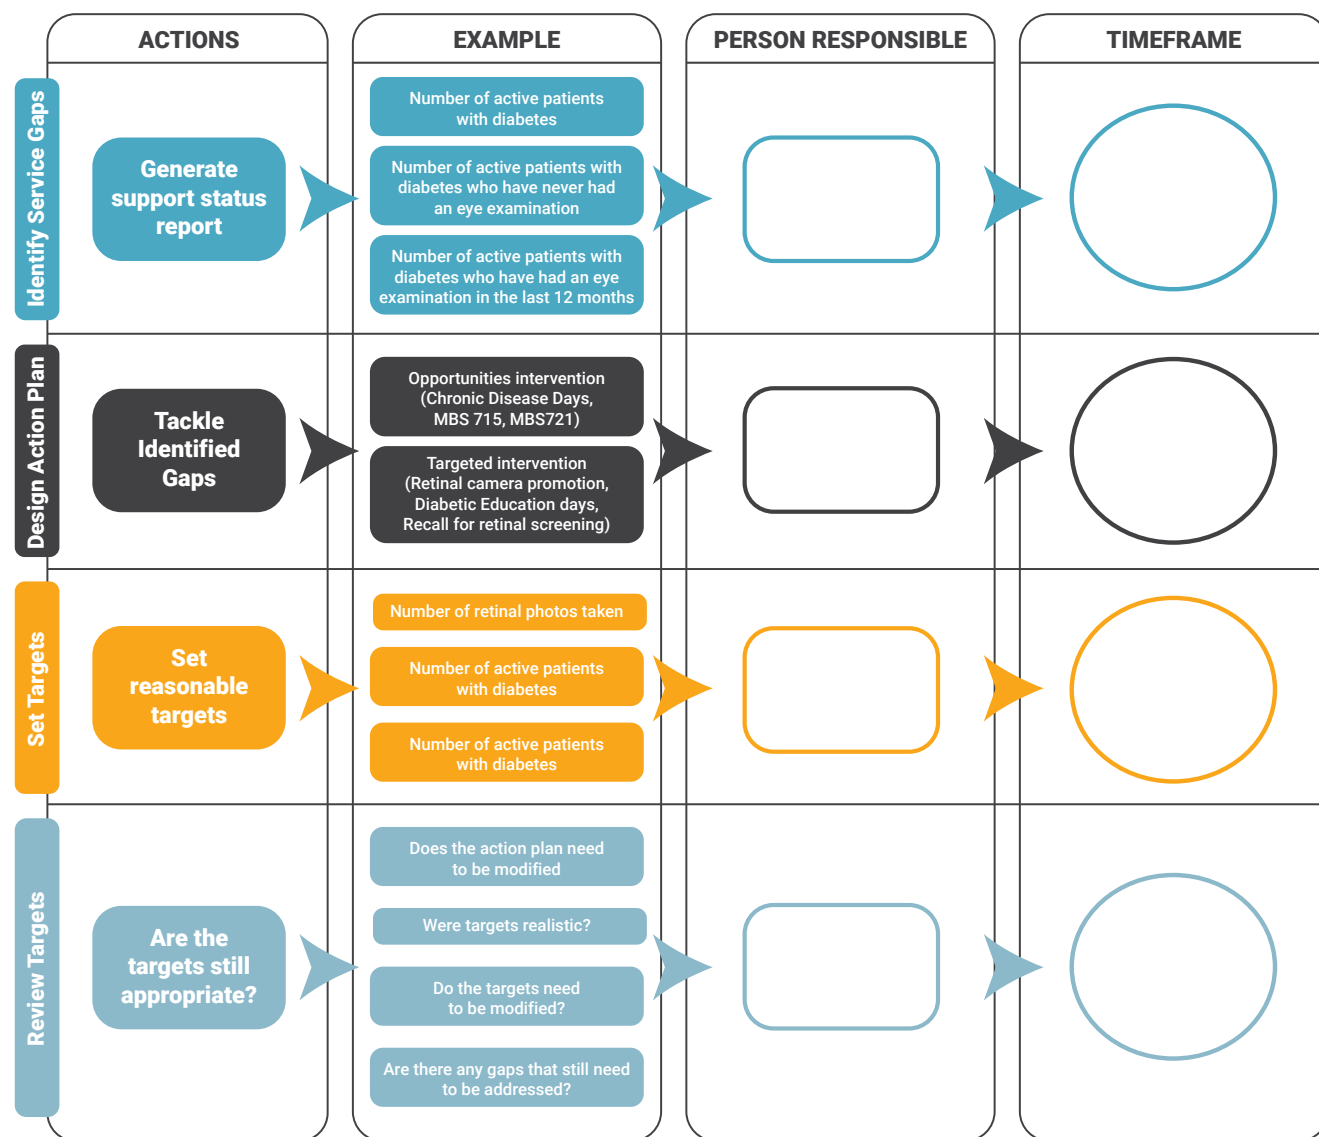 ACTIONS
EXAMPLE
PERSON RESPONSIBLE
TIMEFRAME
Identify Service Gaps
Generate
support status
report
Number of active patients
with diabetes
Number of active patients with
diabetes who have never had
an eye examination
Number of active patients with
diabetes who have had an eye
examination in the last 12 months
Design Action Plan
Tackle
Identified
Gaps
Opportunities intervention
(Chronic Disease Days,
MBS 715, MBS721)
Targeted intervention
(Retinal camera promotion,
Diabetic Education days,
Recall for retinal screening)
Set Targets
Set
reasonable
targets
Number of retinal photos taken
Number of active patients
with diabetes
Number of active patients
with diabetes
Review Targets
Are the
targets still
appropriate?
Does the action plan need
to be modified
Were targets realistic?
Do the targets need
to be modified?
Are there any gaps that still need
to be addressed?